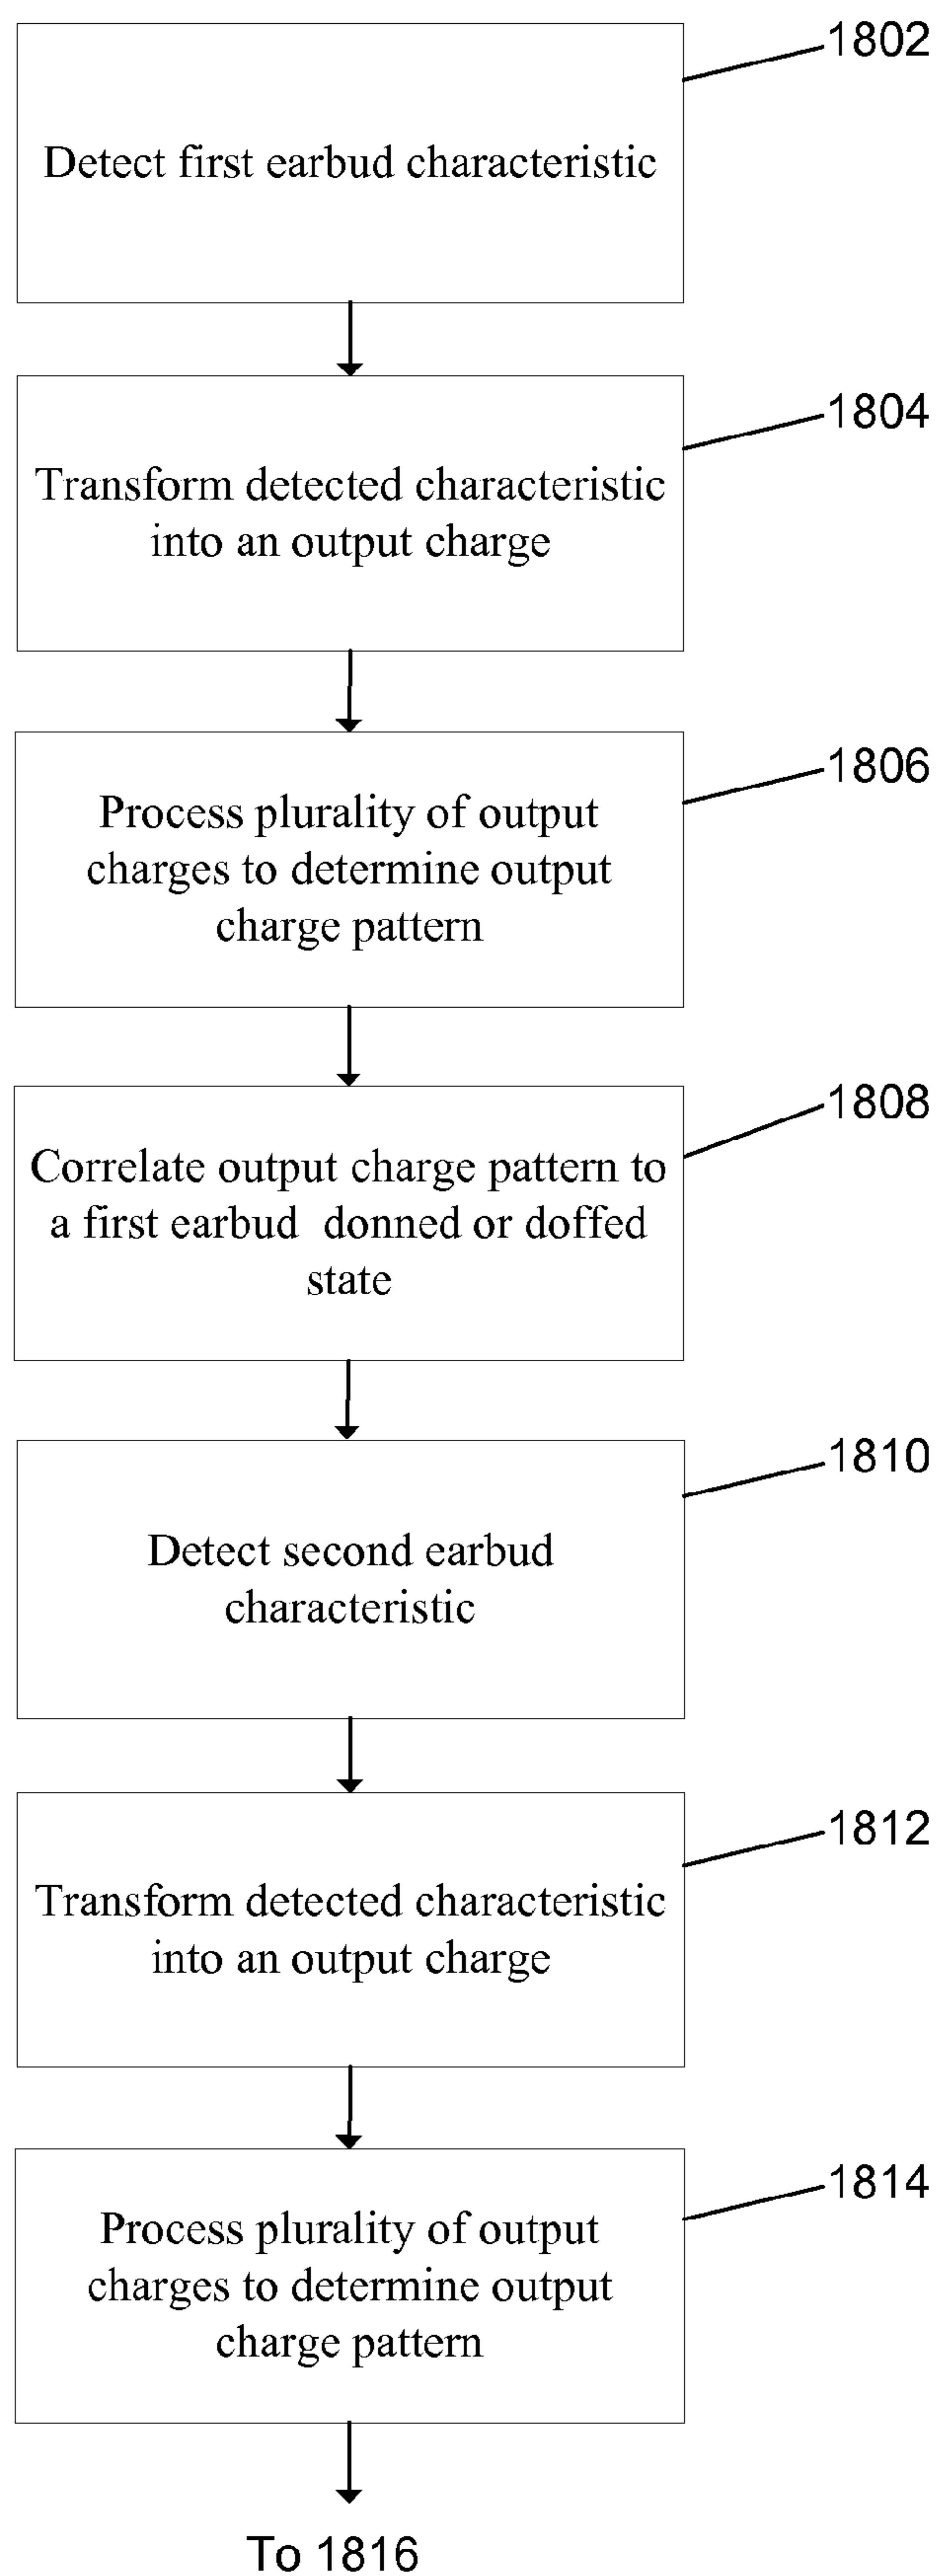 1802
Detect first earbud characteristic
1804
Transform detected characteristic
into an output charge
1806
Process plurality of output
charges to determine output
charge pattern
1808
Correlate output charge pattern to
a first earbud donned or doffed
state
1810
Detect second earbud
characteristic
1812
Transform detected characteristic
into an output charge
1814
Process plurality of output
charges to determine output
charge pattern
To 1816